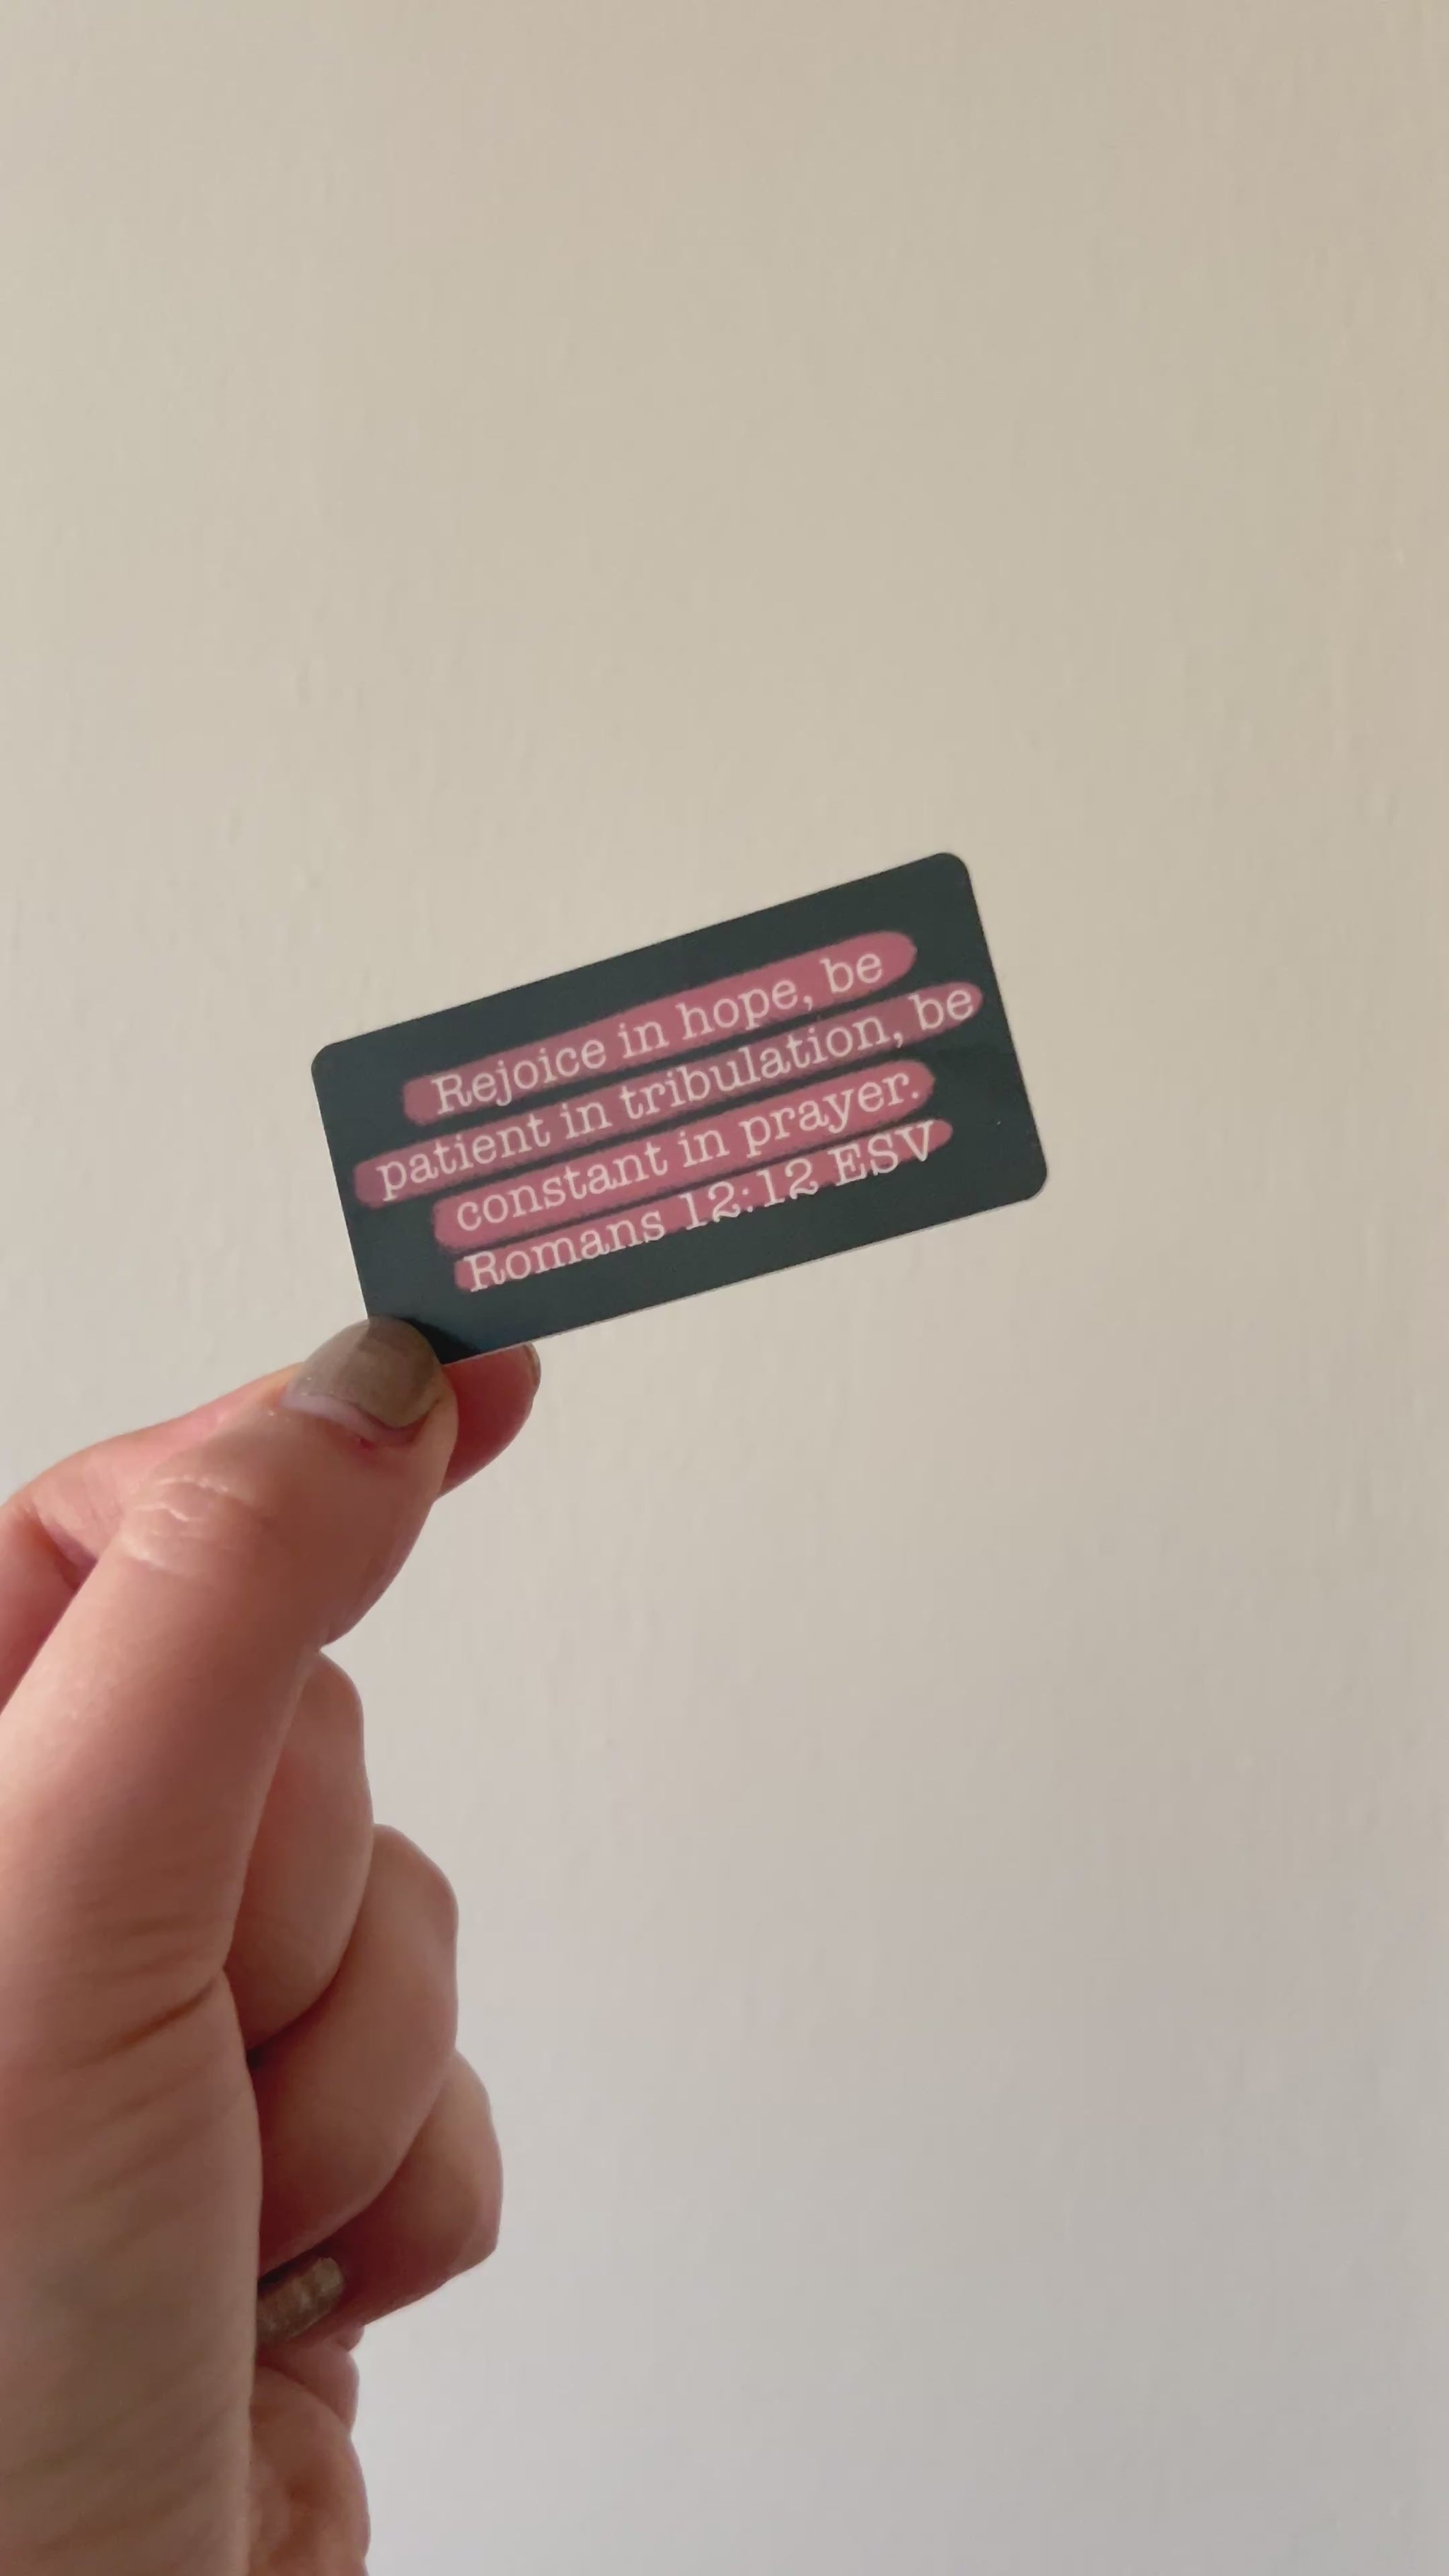 Rejoice in hope, be
patient in tribulation, be
constant in prayer.
Romans 12:12 ESV